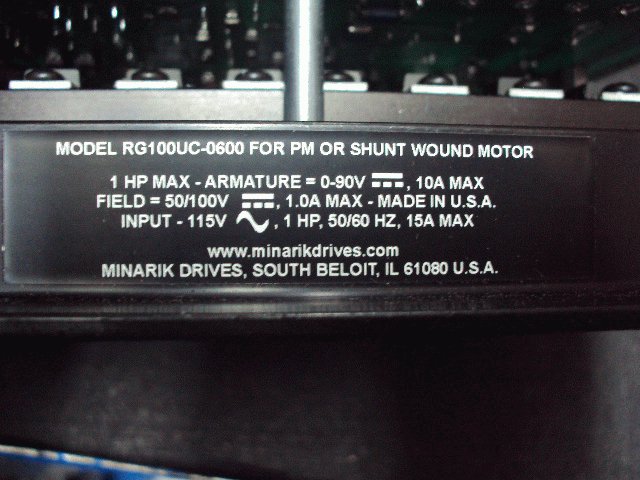 MODEL RG100UC-0600 FOR PM OR SHUNT WOUND MOTOR
1 HP MAX - ARMATURE = 0-90V ⎓, 10A MAX
FIELD = 50/100V ⎓, 1.0A MAX - MADE IN U.S.A.
INPUT - 115V ∿, 1 HP, 50/60 HZ, 15A MAX
www.minarikdrives.com
MINARIK DRIVES, SOUTH BELOIT, IL 61080 U.S.A.